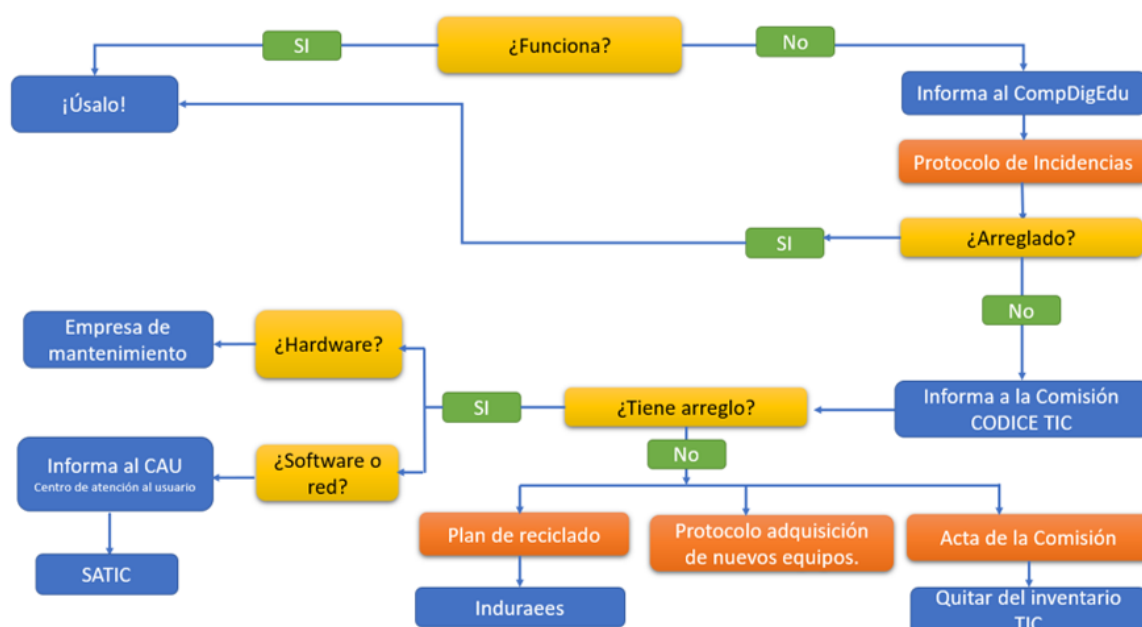 SI
¿Funciona?
No
¡Úsalo!
Informa al CompDigEdu
Protocolo de Incidencias
SI
¿Arreglado?
No
Empresa de
mantenimiento
¿Hardware?
SI
¿Tiene arreglo?
Informa a la Comisión
CODICE TIC
Informa al CAU
Centro de atención al usuario
¿Software o
red?
No
Plan de reciclado
Protocolo adquisición
de nuevos equipos.
Acta de la Comisión
SATIC
Induraees
Quitar del inventario
TIC